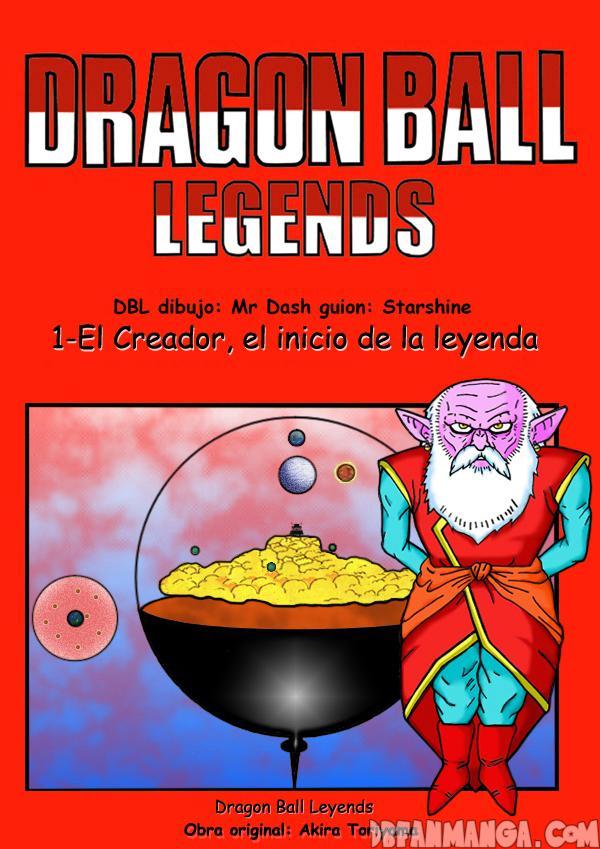 DRAGON BALL
LEGENDS
DBL dibujo: Mr Dash guion: Starshine
1-El Creador, el inicio de la leyenda
Dragon Ball Leyends
Obra original: Akira Toriyama
DBFANMANGA.COM